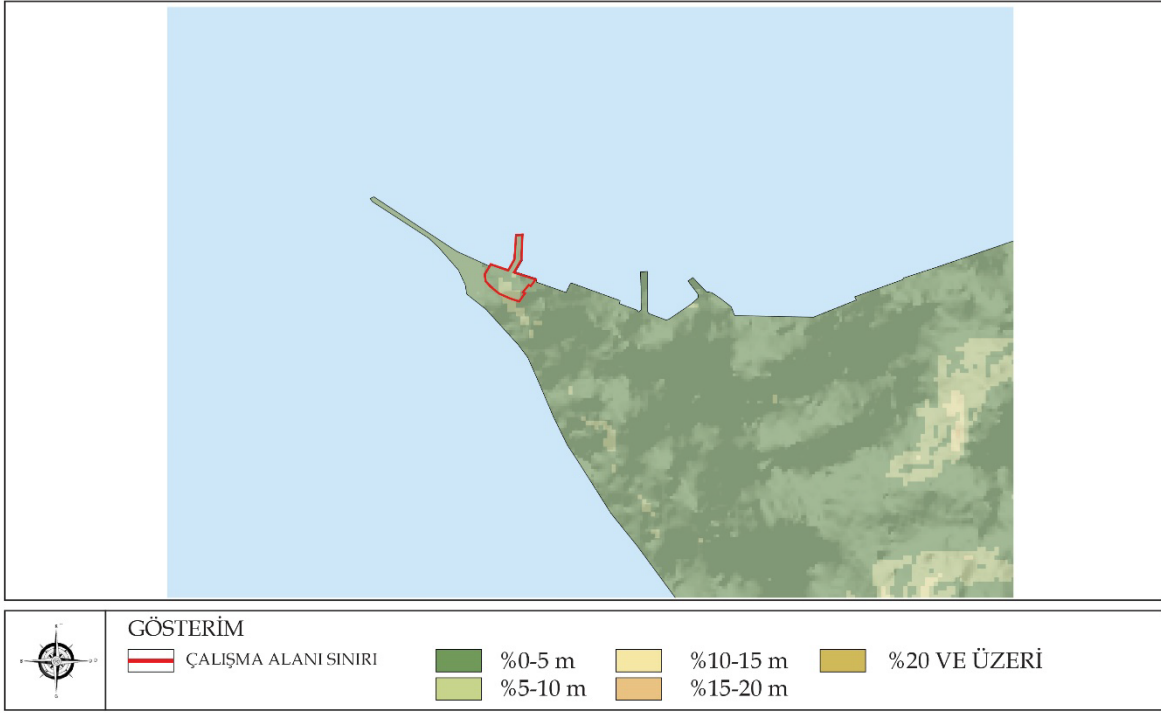 GÖSTERİM
ÇALIŞMA ALANI SINIRI
%0-5 m
%10-15 m
%20 VE ÜZERİ
%5-10 m
%15-20 m